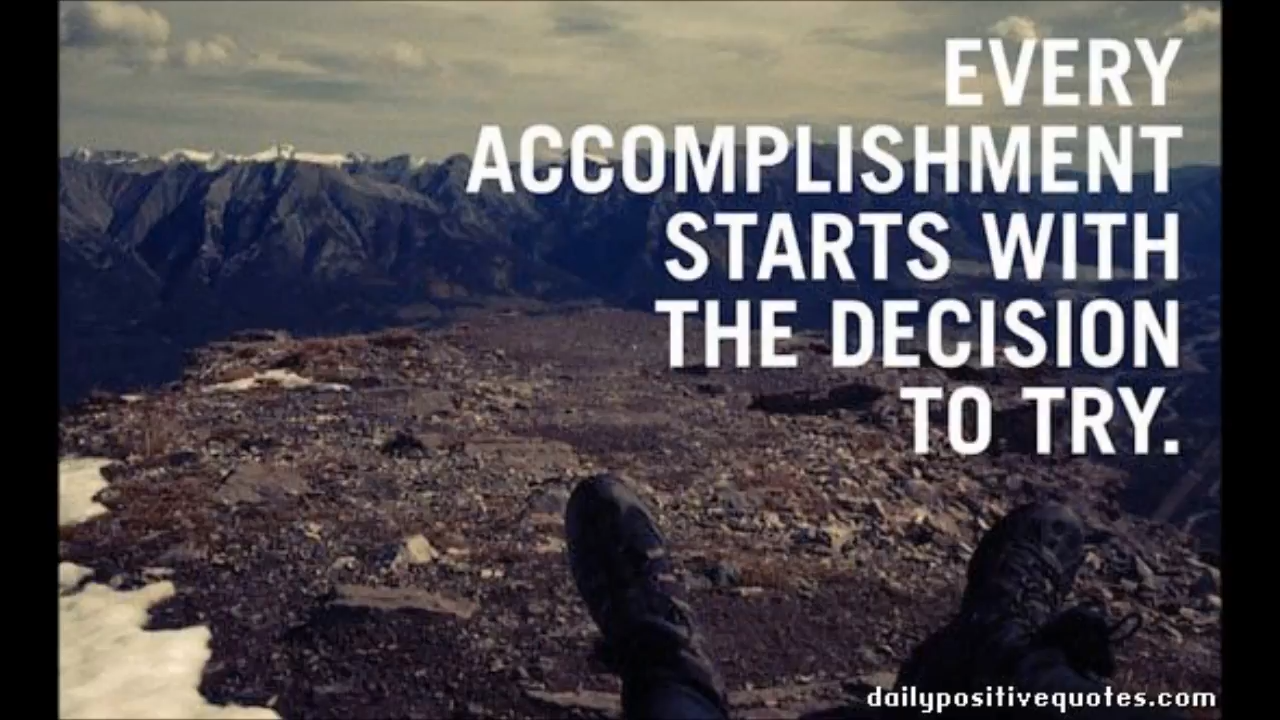 EVERY
ACCOMPLISHMENT
STARTS WITH
THE DECISION
TO TRY.
dailypositivequotes.com